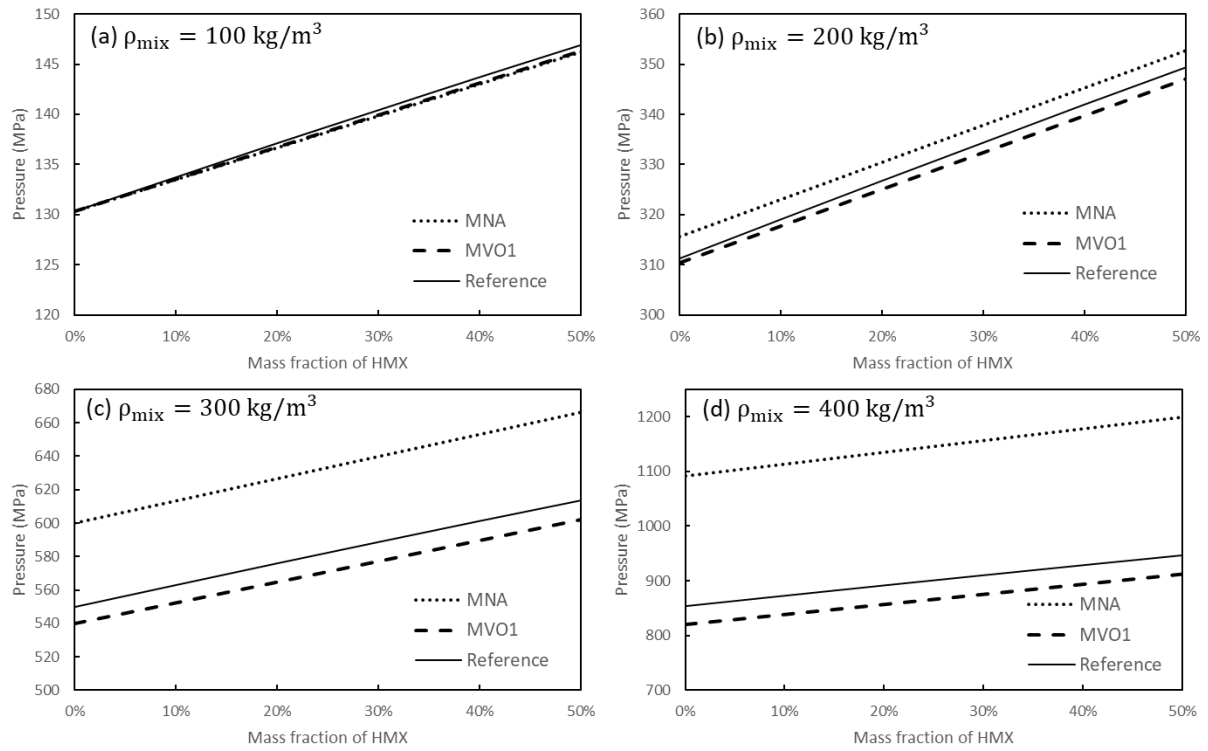 (a) ρmix = 100 kg/m³
150
145
140
135
130
125
120
Pressure (MPa)
MNA
MVO1
Reference
0% 10% 20% 30% 40% 50%
Mass fraction of HMX
(b) ρmix = 200 kg/m³
360
350
340
330
320
310
300
Pressure (MPa)
MNA
MVO1
Reference
0% 10% 20% 30% 40% 50%
Mass fraction of HMX
(c) ρmix = 300 kg/m³
680
660
640
620
600
580
560
540
520
500
Pressure (MPa)
MNA
MVO1
Reference
0% 10% 20% 30% 40% 50%
Mass fraction of HMX
(d) ρmix = 400 kg/m³
1200
1100
1000
900
800
700
Pressure (MPa)
MNA
MVO1
Reference
0% 10% 20% 30% 40% 50%
Mass fraction of HMX